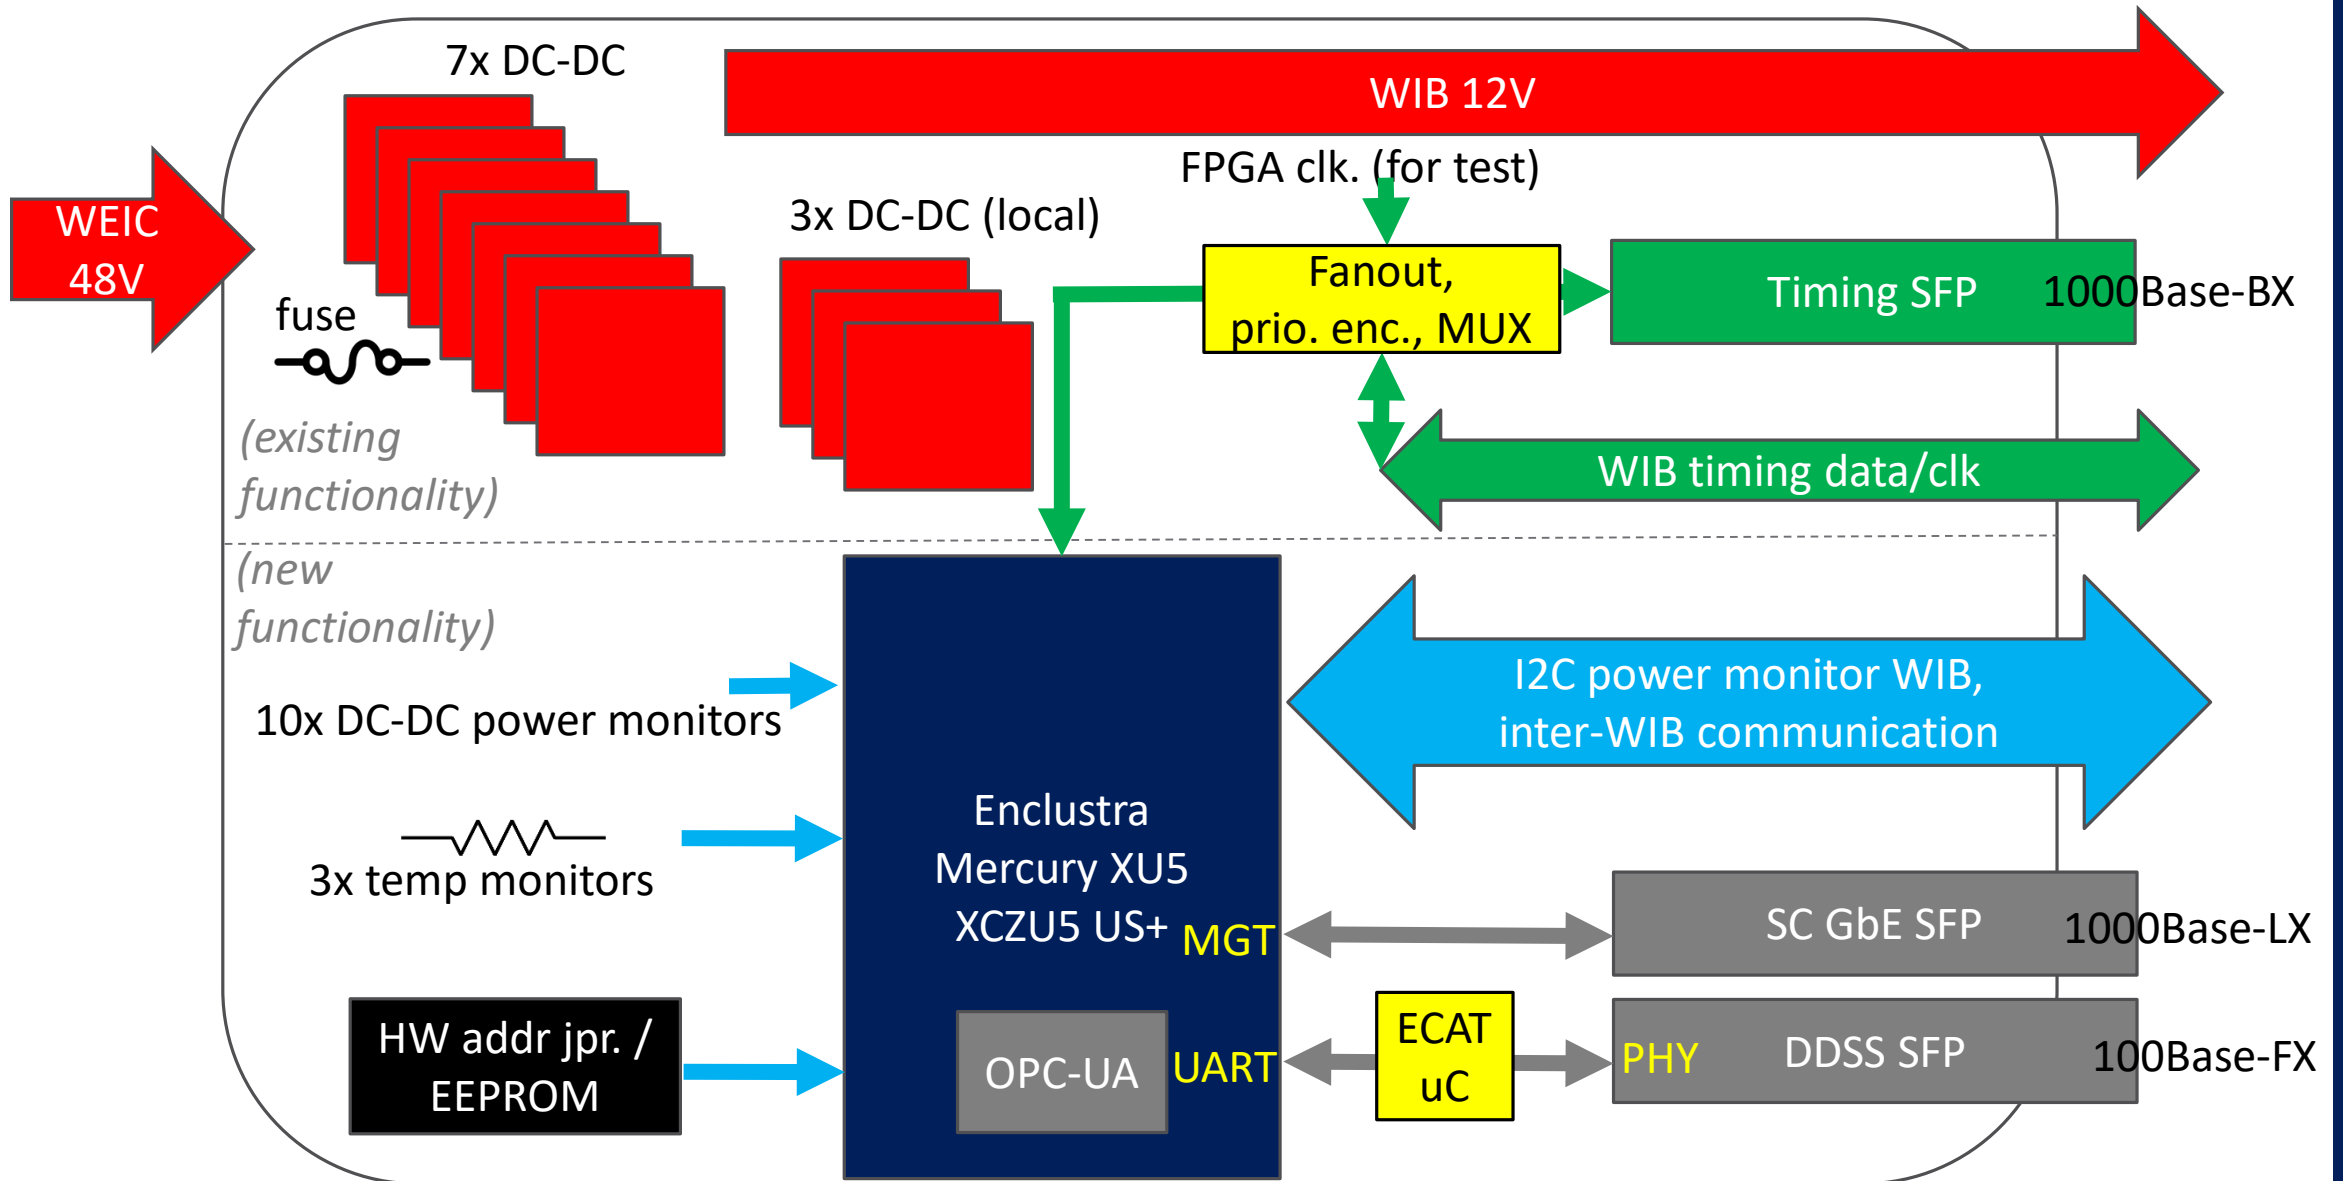 7x DC-DC
WIB 12V
FPGA clk. (for test)
WEIC
48V
3x DC-DC (local)
Fanout,
prio. enc., MUX
Timing SFP
1000Base-BX
fuse
(existing
functionality)
WIB timing data/clk
(new
functionality)
10x DC-DC power monitors
I2C power monitor WIB,
inter-WIB communication
3x temp monitors
Enclustra
Mercury XU5
XCZU5 US+
MGT
SC GbE SFP
1000Base-LX
HW addr jpr. /
EEPROM
OPC-UA
UART
ECAT
uC
PHY
DDSS SFP
100Base-FX